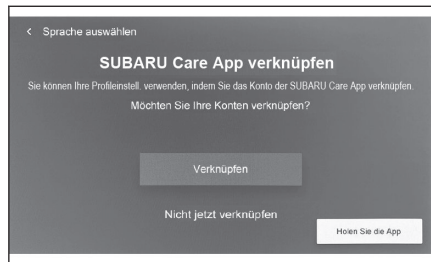 < Sprache auswählen
SUBARU Care App verknüpfen
Sie können Ihre Profileinstell. verwenden, indem Sie das Konto der SUBARU Care App verknüpfen.
Möchten Sie Ihre Konten verknüpfen?
Verknüpfen
Nicht jetzt verknüpfen
Holen Sie die App